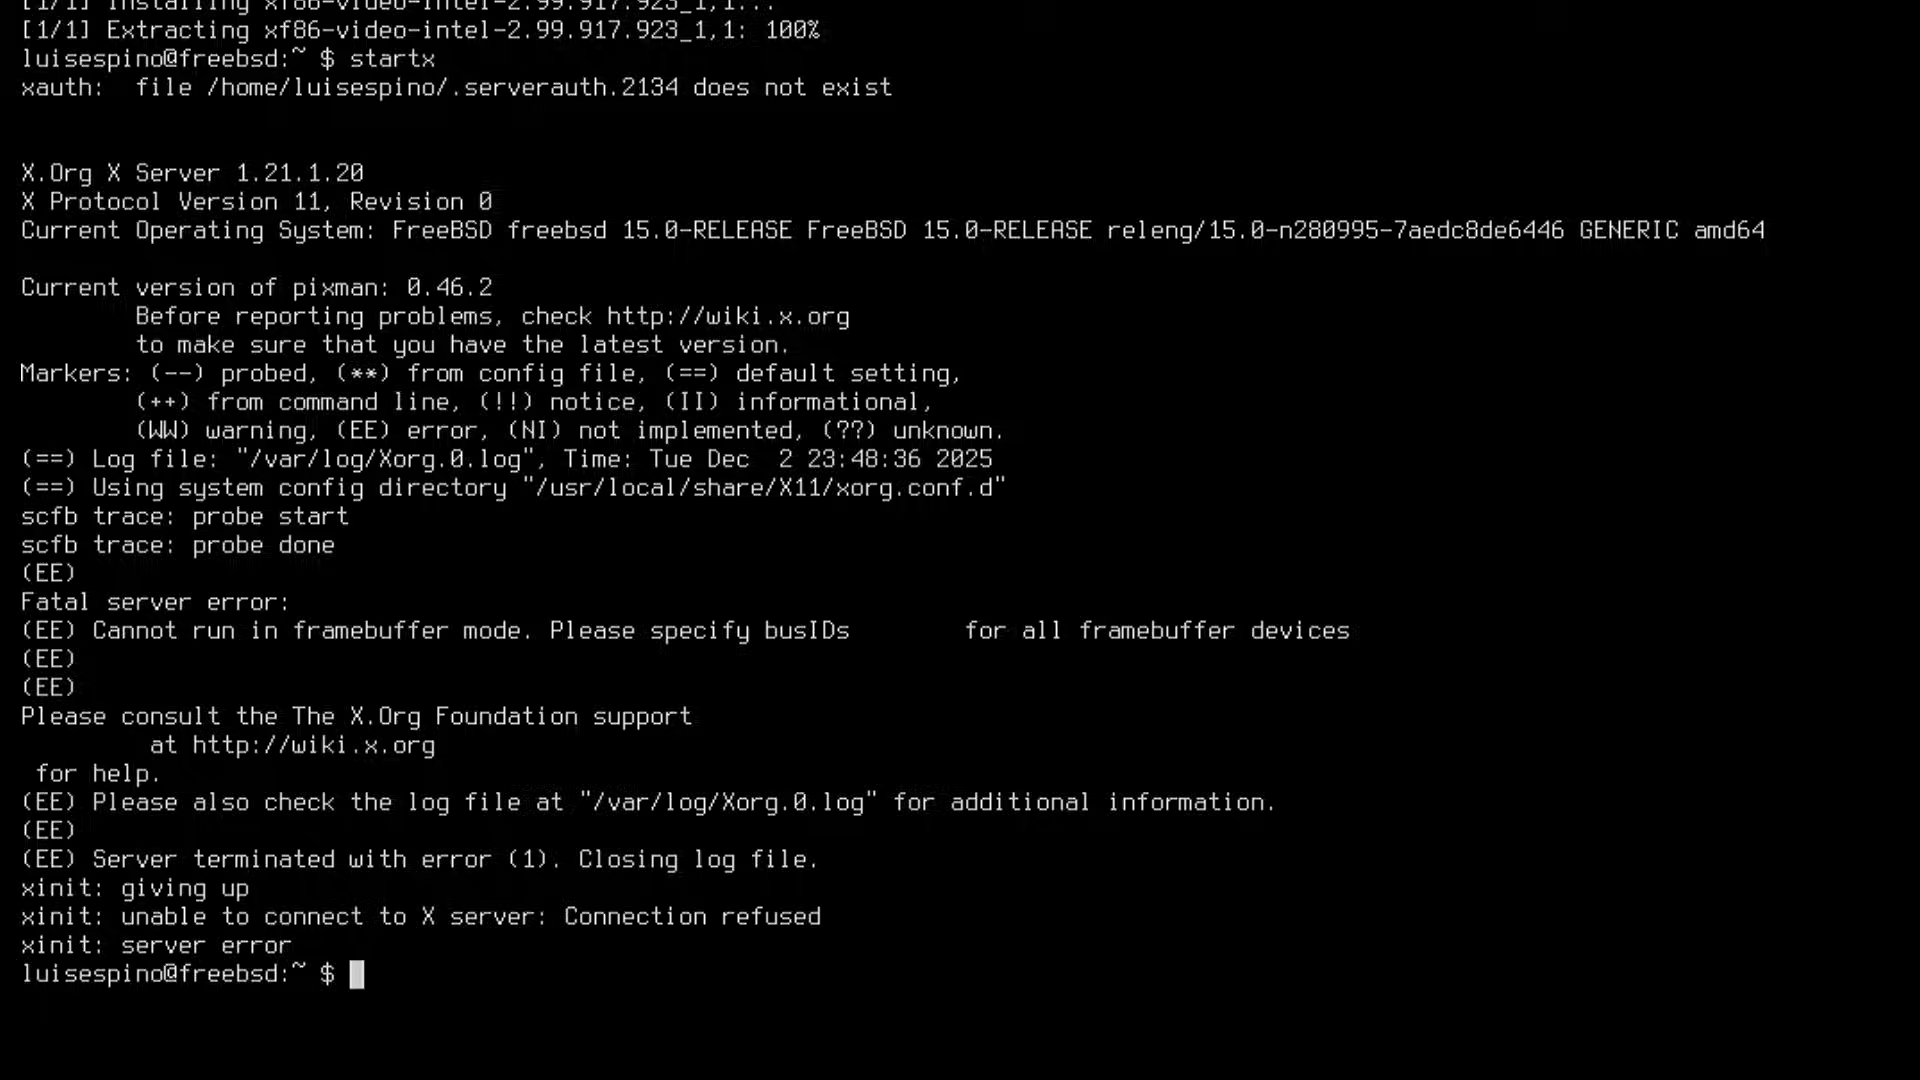 [1/1] Installing xf86-video-intel-2.99.917.923_1,1...
[1/1] Extracting xf86-video-intel-2.99.917.923_1,1: 100%
luisespino@freebsd:~ $ startx
xauth:  file /home/luisespino/.serverauth.2134 does not exist
X.Org X Server 1.21.1.20
X Protocol Version 11, Revision 0
Current Operating System: FreeBSD freebsd 15.0-RELEASE FreeBSD 15.0-RELEASE releng/15.0-n280995-7aedc8de6446 GENERIC amd64
Current version of pixman: 0.46.2
        Before reporting problems, check http://wiki.x.org
        to make sure that you have the latest version.
Markers: (--) probed, (**) from config file, (==) default setting,
        (++) from command line, (!!) notice, (II) informational,
        (WW) warning, (EE) error, (NI) not implemented, (??) unknown.
(==) Log file: "/var/log/Xorg.0.log", Time: Tue Dec  2 23:48:36 2025
(==) Using system config directory "/usr/local/share/X11/xorg.conf.d"
scfb trace: probe start
scfb trace: probe done
(EE)
Fatal server error:
(EE) Cannot run in framebuffer mode. Please specify busIDs        for all framebuffer devices
(EE)
(EE)
Please consult the The X.Org Foundation support
         at http://wiki.x.org
 for help.
(EE) Please also check the log file at "/var/log/Xorg.0.log" for additional information.
(EE)
(EE) Server terminated with error (1). Closing log file.
xinit: giving up
xinit: unable to connect to X server: Connection refused
xinit: server error
luisespino@freebsd:~ $